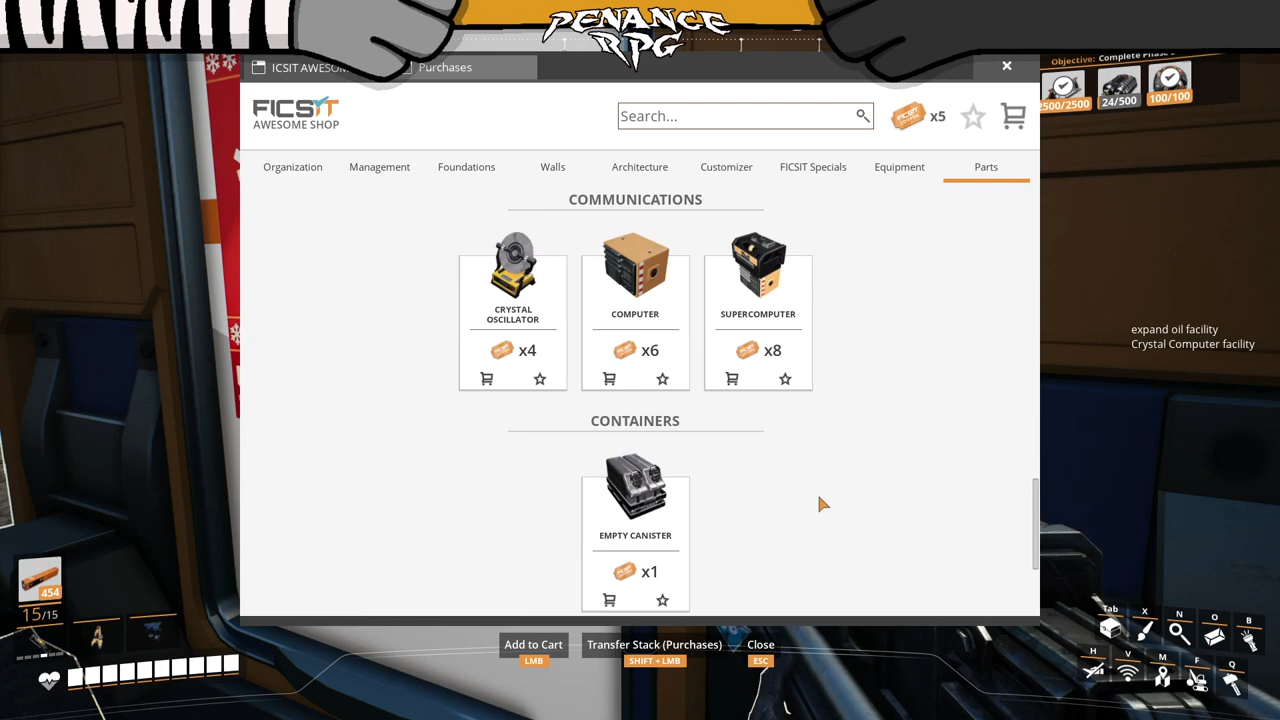 PENANCE
RPG
ICSIT AWESOM
Purchases
×
Objective: Complete Phase
2500/2500
24/500
100/100
FICSIT
AWESOME SHOP
Search...
x5
Organization
Management
Foundations
Walls
Architecture
Customizer
FICSIT Specials
Equipment
Parts
COMMUNICATIONS
CRYSTAL
OSCILLATOR
x4
COMPUTER
x6
SUPERCOMPUTER
x8
expand oil facility
Crystal Computer facility
CONTAINERS
EMPTY CANISTER
x1
454
15/15
Add to Cart
LMB
Transfer Stack (Purchases)
SHIFT + LMB
Close
ESC
Tab
X
N
O
B
H
V
M
F
Q